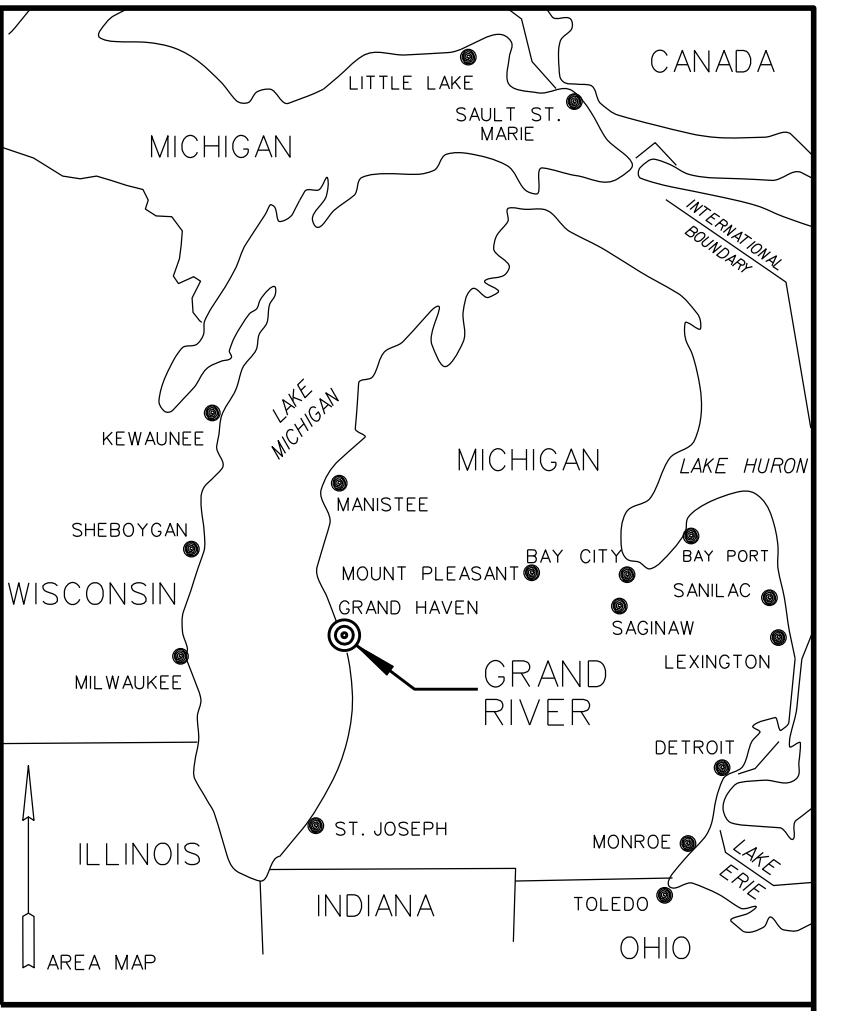 CANADA
LITTLE LAKE
SAULT ST.
MARIE
MICHIGAN
INTERNATIONAL
BOUNDARY
LAKE
MICHIGAN
KEWAUNEE
MICHIGAN
LAKE HURON
MANISTEE
SHEBOYGAN
BAY CITY
BAY PORT
MOUNT PLEASANT
WISCONSIN
SANILAC
GRAND HAVEN
SAGINAW
LEXINGTON
MILWAUKEE
GRAND
RIVER
DETROIT
ST. JOSEPH
MONROE
ILLINOIS
LAKE
ERIE
INDIANA
TOLEDO
OHIO
AREA MAP